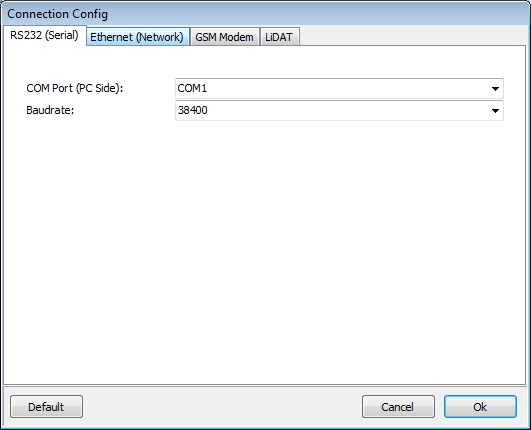 Connection Config
RS232 (Serial) Ethernet (Network) GSM Modem LiDAT
COM Port (PC Side): COM1
Baudrate: 38400
Default Cancel Ok